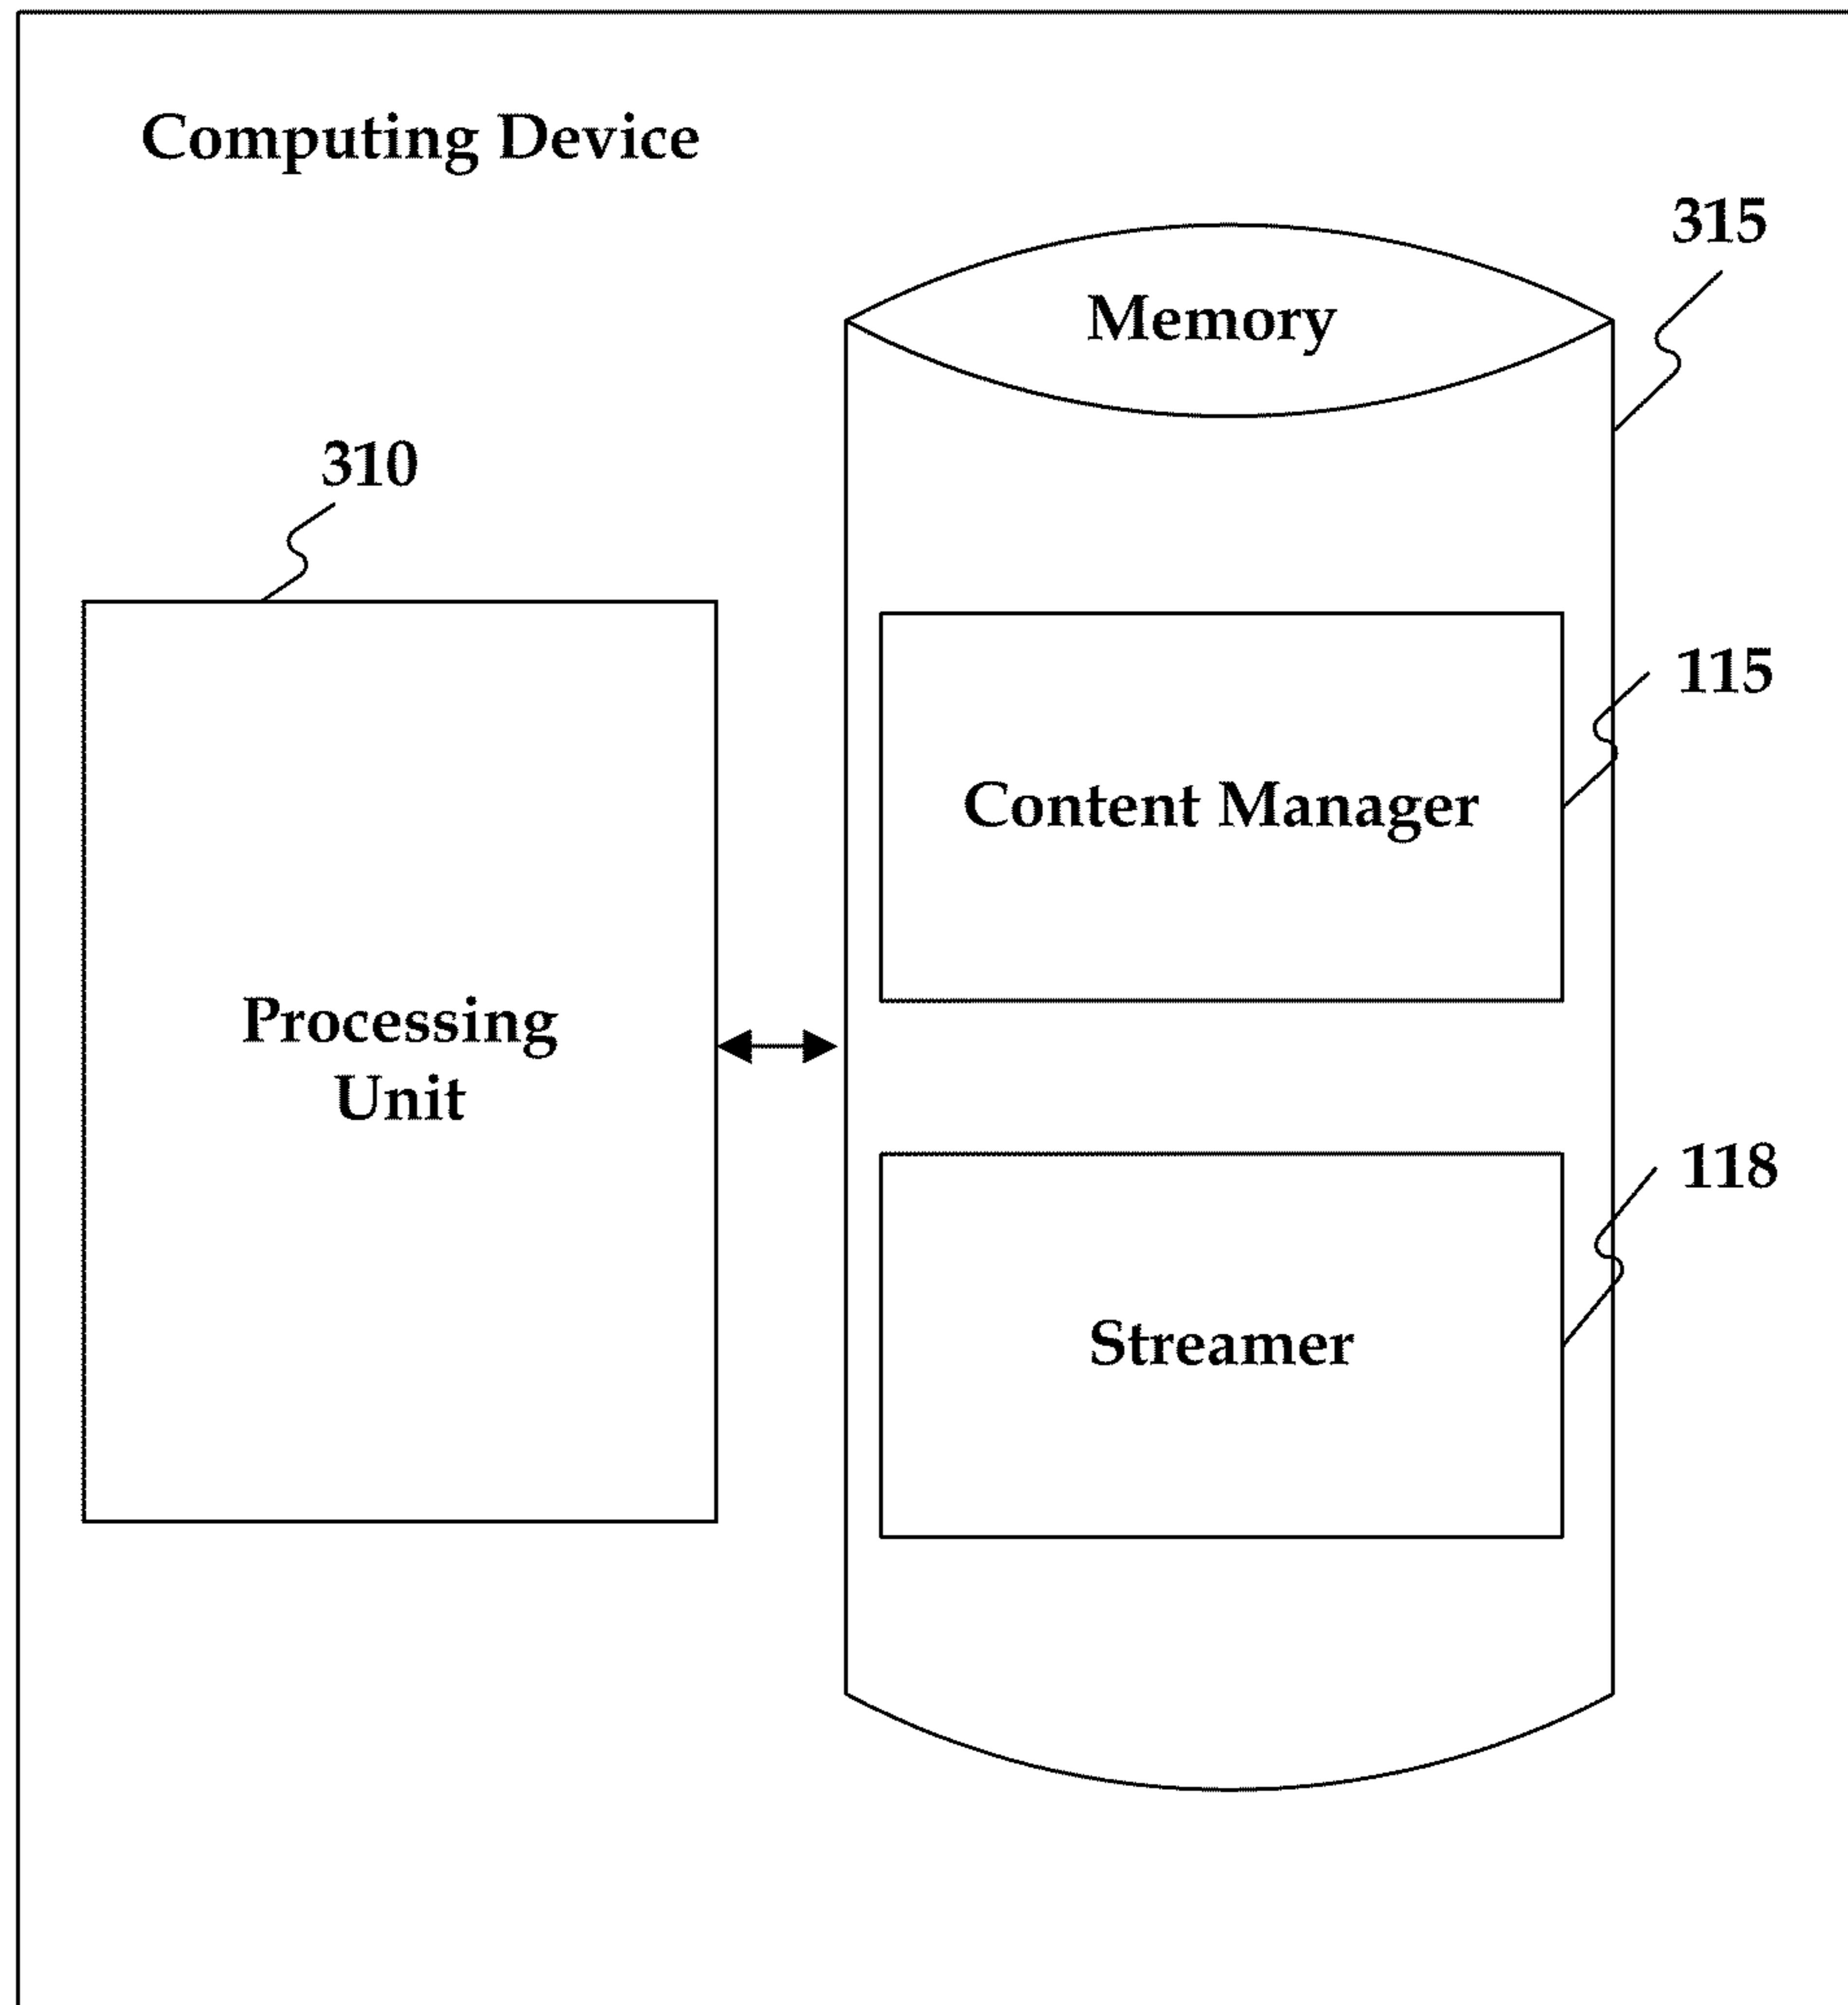 Computing Device
315
Memory
310
115
Content Manager
Processing
Unit
118
Streamer